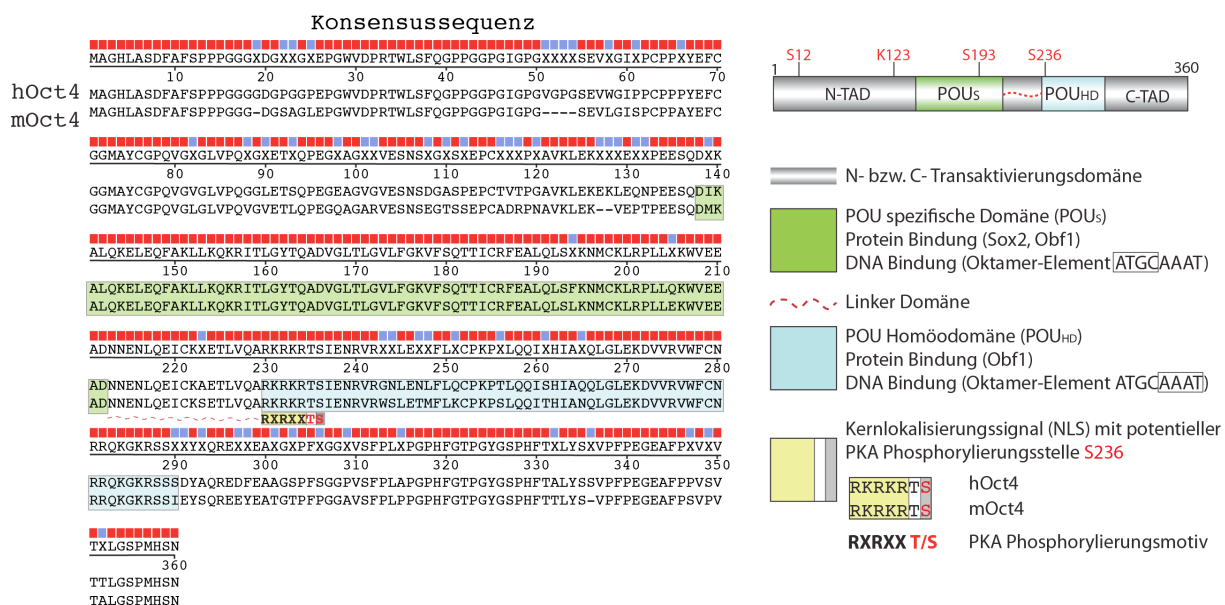 Konsensussequenz
MAGHLASDFAFSPPPGGGXDGXXGXEPGWVDPRTWLSFQGPPGGPGIGPGXXXXSEVXGIXPCPPXYEFC
10 20 30 40 50 60 70
hOct4 MAGHLASDFAFSPPPGGGGDGPGGPEPGWVDPRTWLSFQGPPGGPGIGPGVGPGSEVWGIPPCPPPYEFC
mOct4 MAGHLASDFAFSPPPGGG-DGSAGLEPGWVDPRTWLSFQGPPGGPGIGPG----SEVLGISPCPPAYEFC
GGMAYCGPQVGXGLVPQXGXETXQPEGXAGXXVESNSXGXSXEPCXXXPXAVKLEKXXXEXXPEESQDXK
80 90 100 110 120 130 140
GGMAYCGPQVGVGLVPQGGLETSQPEGEAGVGVESNSDGASPEPCTVTPGAVKLEKEKLEQNPEESQDIK
GGMAYCGPQVGVGLVPQVGVETLQPEGQAGARVESNSEGTSSEPCADRPNAVKLEK--VEPTPEESQDMK
ALQKELEQFAKLLKQKRITLGYTQADVGLTLGVLFGKVFSQTTICRFEALQLSXKNMCKLRPLLXKWVEE
150 160 170 180 190 200 210
ALQKELEQFAKLLKQKRITLGYTQADVGLTLGVLFGKVFSQTTICRFEALQLSFKNMCKLRPLLQKWVEE
ALQKELEQFAKLLKQKRITLGYTQADVGLTLGVLFGKVFSQTTICRFEALQLSLKNMCKLRPLLEKWVEE
ADNNENLQEICKXETLVQARKRKRTSIENRVRXXLEXXFLXCPKPXLQQIXHIAXQLGLEKDVVRVWFCN
220 230 240 250 260 270 280
ADNNENLQEICKAETLVQARKRKRTSIENRVRGNLENLFLQCPKPTLQQISHIAQQLGLEKDVVRVWFCN
ADNNENLQEICKSETLVQARKRKRTSIENRVRWSLETMFLKCPKPSLQQITHIANQLGLEKDVVRVWFCN
RXRXXTS
RRQKGKRSSXXYXQREXXEAXGXPFXGGXVSFPLXPGPHFGTPGYGSPHFTXLYSXVPFPEGEAFPXVXV
290 300 310 320 330 340 350
RRQKGKRSSSDYAQREDFEAAGSPFSGGPVSFPLAPGPHFGTPGYGSPHFTALYSSVPFPEGEAFPPVSV
RRQKGKRSSIEYSQREEYEATGTPFPGGAVSFPLPPGPHFGTPGYGSPHFTTLYS-VPFPEGEAFPSVPV
TXLGSPMHSN
360
TTLGSPMHSN
TALGSPMHSN
S12 K123 S193 S236
1 360
N-TAD POUS POUHD C-TAD
N- bzw. C- Transaktivierungsdomäne
POU spezifische Domäne (POUS)
Protein Bindung (Sox2, Obf1)
DNA Bindung (Oktamer-Element ATGCAAAT)
Linker Domäne
POU Homöodomäne (POUHD)
Protein Bindung (Obf1)
DNA Bindung (Oktamer-Element ATGCAAAT)
Kernlokalisierungssignal (NLS) mit potentieller
PKA Phosphorylierungsstelle S236
RKRKRTS hOct4
RKRKRTS mOct4
RXRXX T/S PKA Phosphorylierungsmotiv